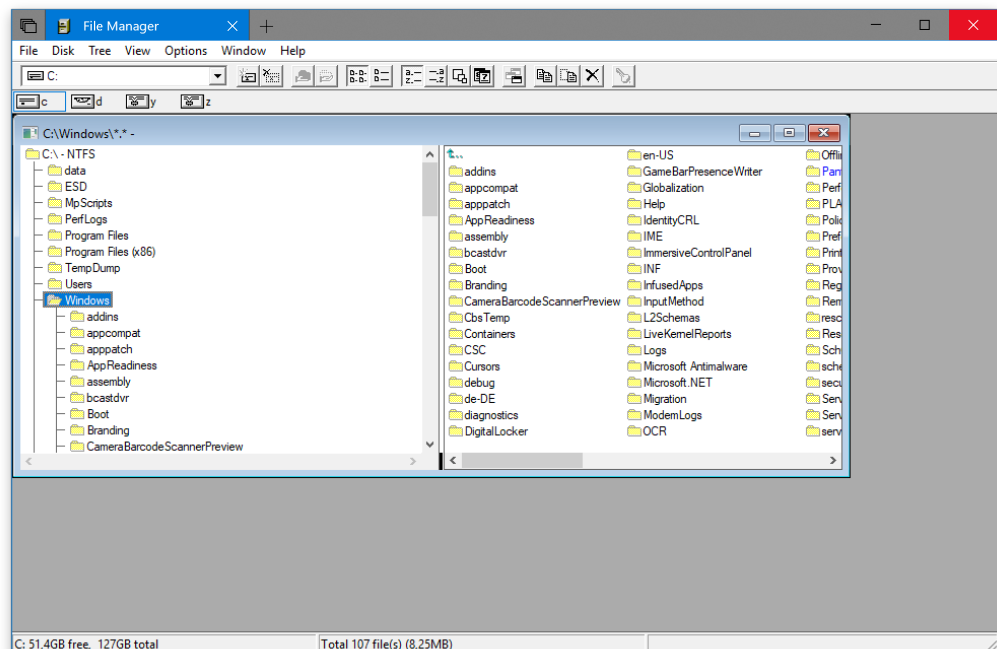 File Manager
File Disk Tree View Options Window Help
C:
c d y z
C:\Windows\*.* -
C:\ - NTFS
data
ESD
MpScripts
PerfLogs
Program Files
Program Files (x86)
TempDump
Users
Windows
addins
appcompat
apppatch
AppReadiness
assembly
bcastdvr
Boot
Branding
CameraBarcodeScannerPreview
..
addins
appcompat
apppatch
AppReadiness
assembly
bcastdvr
Boot
Branding
CameraBarcodeScannerPreview
CbsTemp
Containers
CSC
Cursors
debug
de-DE
diagnostics
DigitalLocker
en-US
GameBarPresenceWriter
Globalization
Help
IdentityCRL
IME
ImmersiveControlPanel
INF
InfusedApps
InputMethod
L2Schemas
LiveKernelReports
Logs
Microsoft Antimalware
Microsoft.NET
Migration
ModemLogs
OCR
PLA
C: 51,4GB free, 127GB total
Total 107 file(s) (8,25MB)